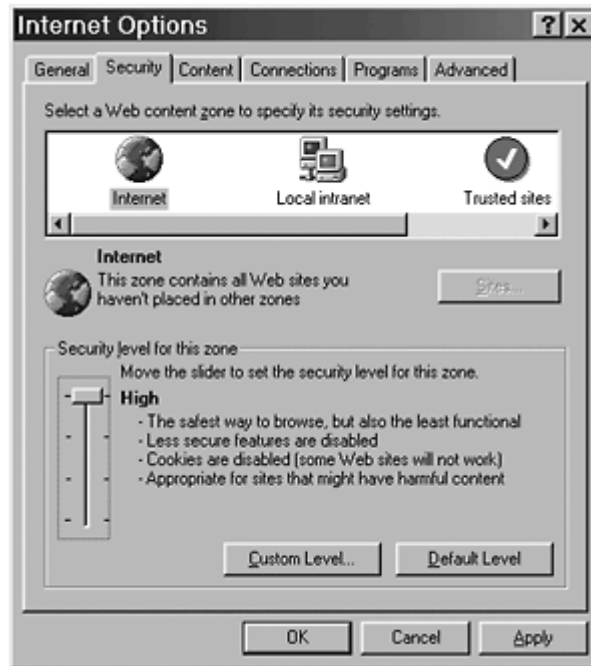 Internet Options
General Security Content Connections Programs Advanced
Select a Web content zone to specify its security settings.
Internet Local intranet Trusted sites
Internet
This zone contains all Web sites you
haven't placed in other zones
Sites...
Security level for this zone
Move the slider to set the security level for this zone.
High
- The safest way to browse, but also the least functional
- Less secure features are disabled
- Cookies are disabled (some Web sites will not work)
- Appropriate for sites that might have harmful content
Custom Level... Default Level
OK Cancel Apply